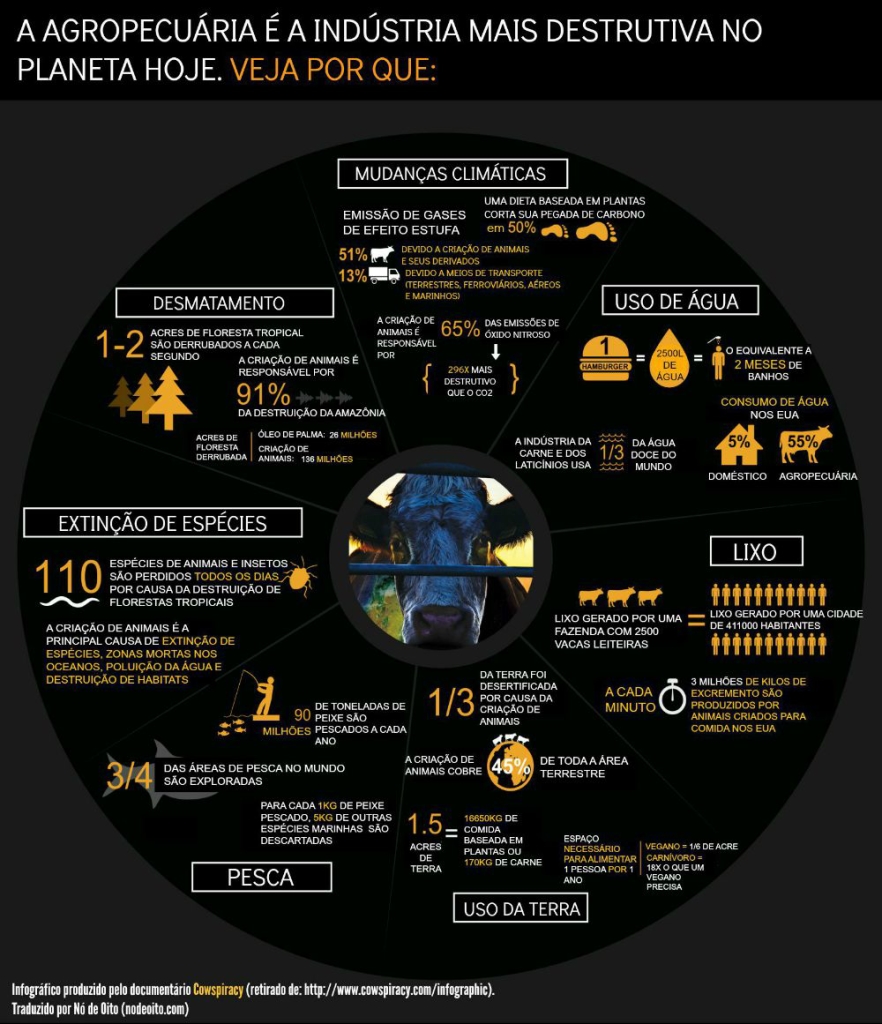 A AGROPECUÁRIA É A INDÚSTRIA MAIS DESTRUTIVA NO
PLANETA HOJE. VEJA POR QUE:
MUDANÇAS CLIMÁTICAS
EMISSÃO DE GASES
DE EFEITO ESTUFA
UMA DIETA BASEADA EM PLANTAS
CORTA SUA PEGADA DE CARBONO
em 50%
51% DEVIDO A CRIAÇÃO DE ANIMAIS
E SEUS DERIVADOS
13% DEVIDO A MEIOS DE TRANSPORTE
(TERRESTRES, FERROVIÁRIOS, AÉREOS
E MARINHOS)
A CRIAÇÃO DE
ANIMAIS É
RESPONSÁVEL
POR
65%
DAS EMISSÕES DE
ÓXIDO NITROSO
{ 296X MAIS
DESTRUTIVO
QUE O CO2 }
USO DE ÁGUA
1
HAMBURGER
=
2500L
DE
ÁGUA
=
O EQUIVALENTE A
2 MESES DE
BANHOS
CONSUMO DE ÁGUA
NOS EUA
5%
DOMÉSTICO
55%
AGROPECUÁRIA
A INDÚSTRIA DA
CARNE E DOS
LATICÍNIOS USA
1/3
DA ÁGUA
DOCE DO
MUNDO
LIXO
LIXO GERADO POR UMA
FAZENDA COM 2500
VACAS LEITEIRAS
=
LIXO GERADO POR UMA CIDADE
DE 411000 HABITANTES
A CADA
MINUTO
3 MILHÕES DE KILOS DE
EXCREMENTO SÃO
PRODUZIDOS POR
ANIMAIS CRIADOS PARA
COMIDA NOS EUA
1/3
DA TERRA FOI
DESERTIFICADA
POR CAUSA DA
CRIAÇÃO DE
ANIMAIS
A CRIAÇÃO DE
ANIMAIS COBRE
45%
DE TODA A ÁREA
TERRESTRE
1.5
ACRES
DE
TERRA
=
16650KG DE
COMIDA
BASEADA EM
PLANTAS OU
170KG DE CARNE
ESPAÇO
NECESSÁRIO
PARA ALIMENTAR
1 PESSOA POR 1
ANO
VEGANO = 1/6 DE ACRE
CARNÍVORO =
18X O QUE UM
VEGANO
PRECISA
USO DA TERRA
DESMATAMENTO
1-2
ACRES DE FLORESTA TROPICAL
SÃO DERRUBADOS A CADA
SEGUNDO
A CRIAÇÃO DE ANIMAIS É
RESPONSÁVEL POR
91%
DA DESTRUIÇÃO DA AMAZÔNIA
ACRES DE
FLORESTA
DERRUBADA
ÓLEO DE PALMA: 26 MILHÕES
CRIAÇÃO DE
ANIMAIS: 136 MILHÕES
EXTINÇÃO DE ESPÉCIES
110
ESPÉCIES DE ANIMAIS E INSETOS
SÃO PERDIDOS TODOS OS DIAS
POR CAUSA DA DESTRUIÇÃO DE
FLORESTAS TROPICAIS
A CRIAÇÃO DE ANIMAIS É A
PRINCIPAL CAUSA DE EXTINÇÃO DE
ESPÉCIES, ZONAS MORTAS NOS
OCEANOS, POLUIÇÃO DA ÁGUA E
DESTRUIÇÃO DE HABITATS
90
MILHÕES
DE TONELADAS DE
PEIXE SÃO
PESCADOS A CADA
ANO
3/4
DAS ÁREAS DE PESCA NO MUNDO
SÃO EXPLORADAS
PARA CADA 1KG DE PEIXE
PESCADO, 5KG DE OUTRAS
ESPÉCIES MARINHAS SÃO
DESCARTADAS
PESCA
Infográfico produzido pelo documentário Cowspiracy (retirado de: http://www.cowspiracy.com/infographic).
Traduzido por Nó de Oito (nodeoito.com)